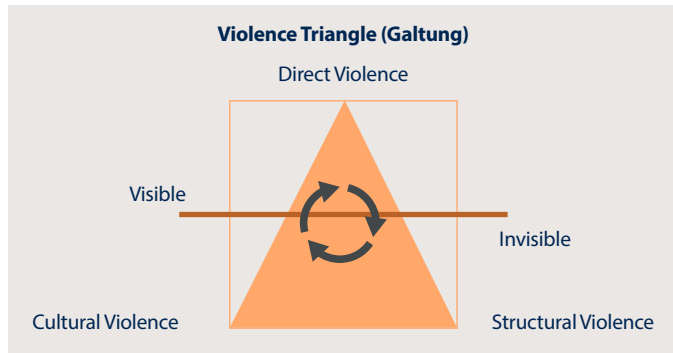 Violence Triangle (Galtung)
Direct Violence
Visible
Invisible
Cultural Violence
Structural Violence